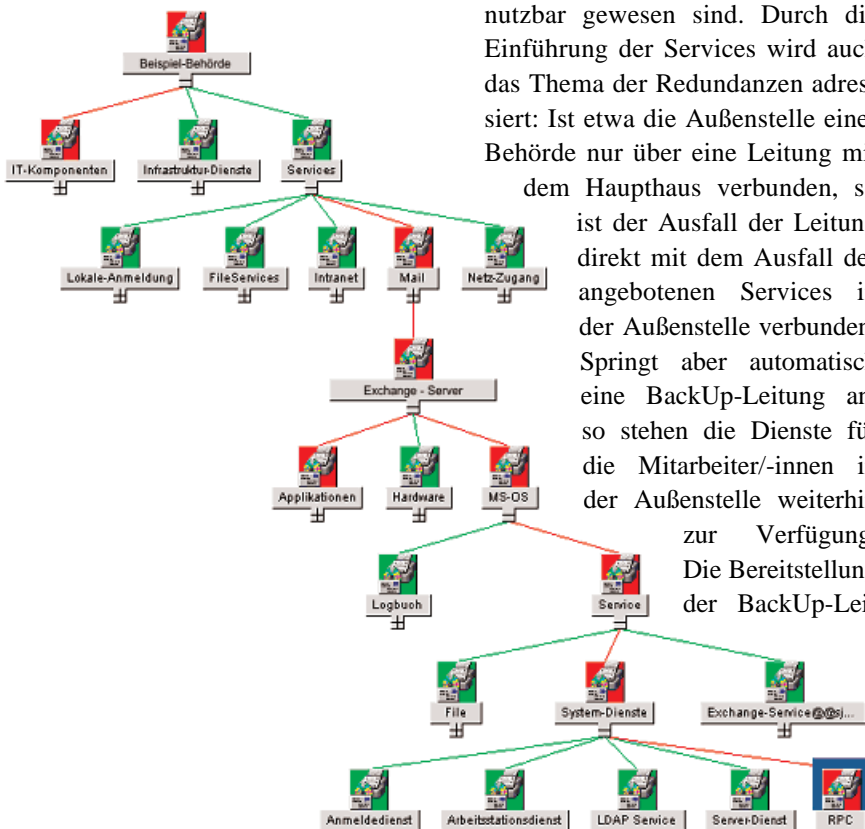 nutzbar gewesen sind. Durch di
Einführung der Services wird auc
das Thema der Redundanzen adres
siert: Ist etwa die Außenstelle eine
Behörde nur über eine Leitung mi
dem Haupthaus verbunden, s
ist der Ausfall der Leitun
direkt mit dem Ausfall de
angebotenen Services i
der Außenstelle verbunden
Springt aber automatisc
eine BackUp-Leitung an
so stehen die Dienste fü
die Mitarbeiter/-innen i
der Außenstelle weiterhi
zur Verfügung
Die Bereitstellun
der BackUp-Lei
Beispiel-Behörde
IT-Komponenten
Infrastruktur-Dienste
Services
Lokale-Anmeldung
FileServices
Intranet
Mail
Netz-Zugang
Exchange - Server
Applikationen
Hardware
MS-OS
Logbuch
Service
File
System-Dienste
Exchange-Service@@sj...
Anmeldedienst
Arbeitsstationsdienst
LDAP Service
Server-Dienst
RPC